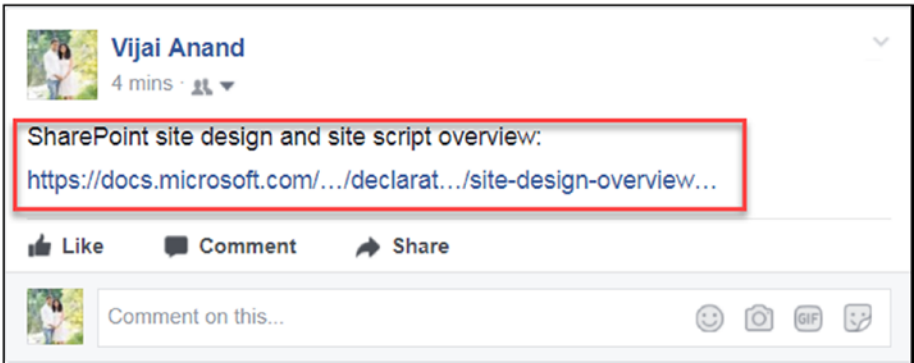 Vijai Anand
4 mins ·
SharePoint site design and site script overview:
https://docs.microsoft.com/…/declarat…/site-design-overview…
Like Comment Share
Comment on this...
GIF